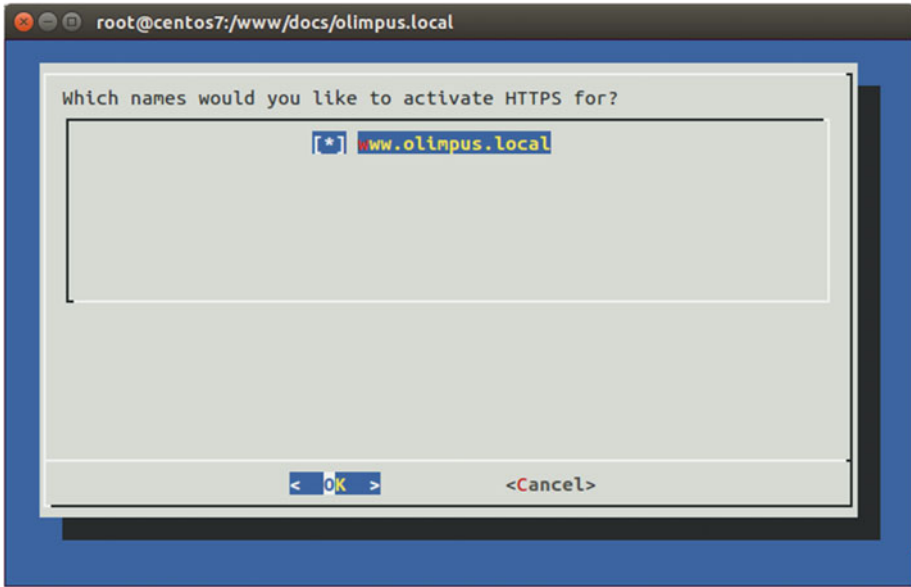 root@centos7:/www/docs/olimpus.local
Which names would you like to activate HTTPS for?
[*] www.olimpus.local
< OK > <Cancel>